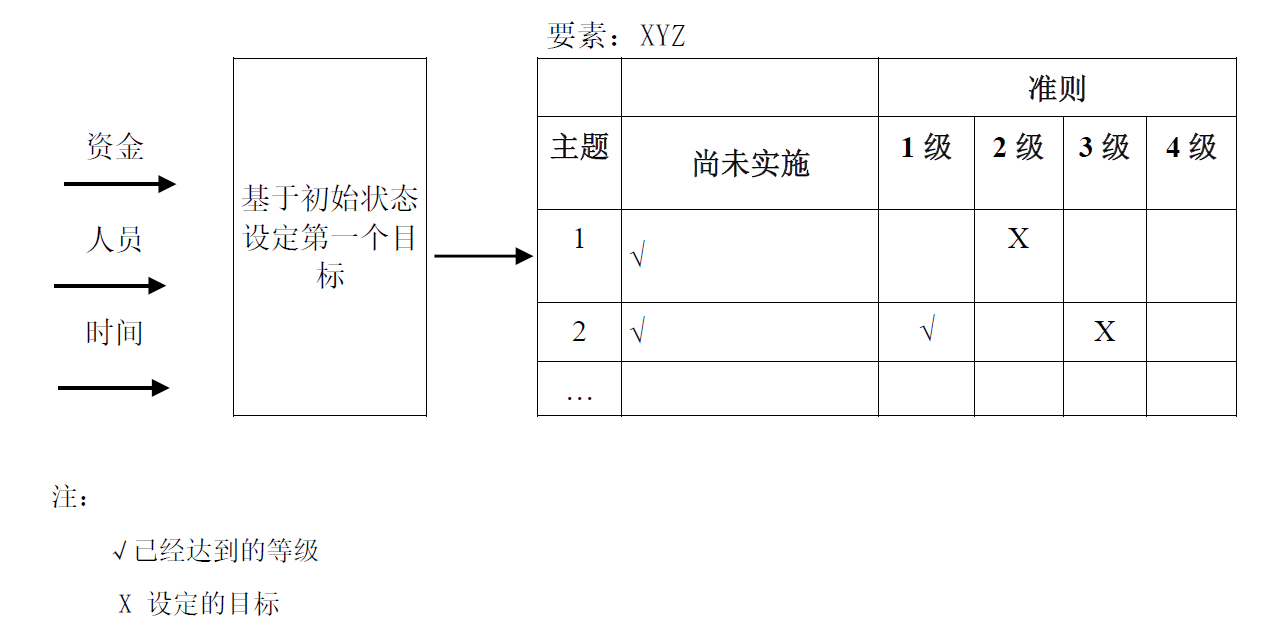 要素：XYZ
资金
人员
时间
基于初始状态
设定第一个目
标
准则
主题 尚未实施 1 级 2 级 3 级 4 级
1 √ X
2 √ √ X
…
注：
√已经达到的等级
X 设定的目标